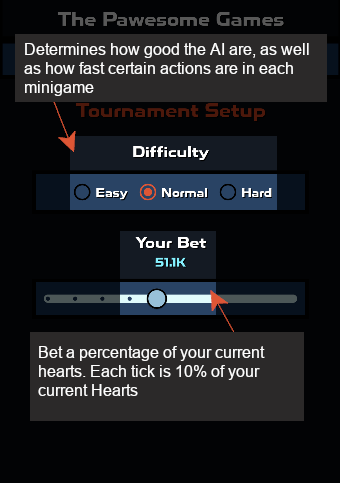 The Pawesome Games
Determines how good the AI are, as well
as how fast certain actions are in each
minigame
Tournament Setup
Difficulty
Easy Normal Hard
Your Bet
51.1K
Bet a percentage of your current
hearts. Each tick is 10% of your
current Hearts